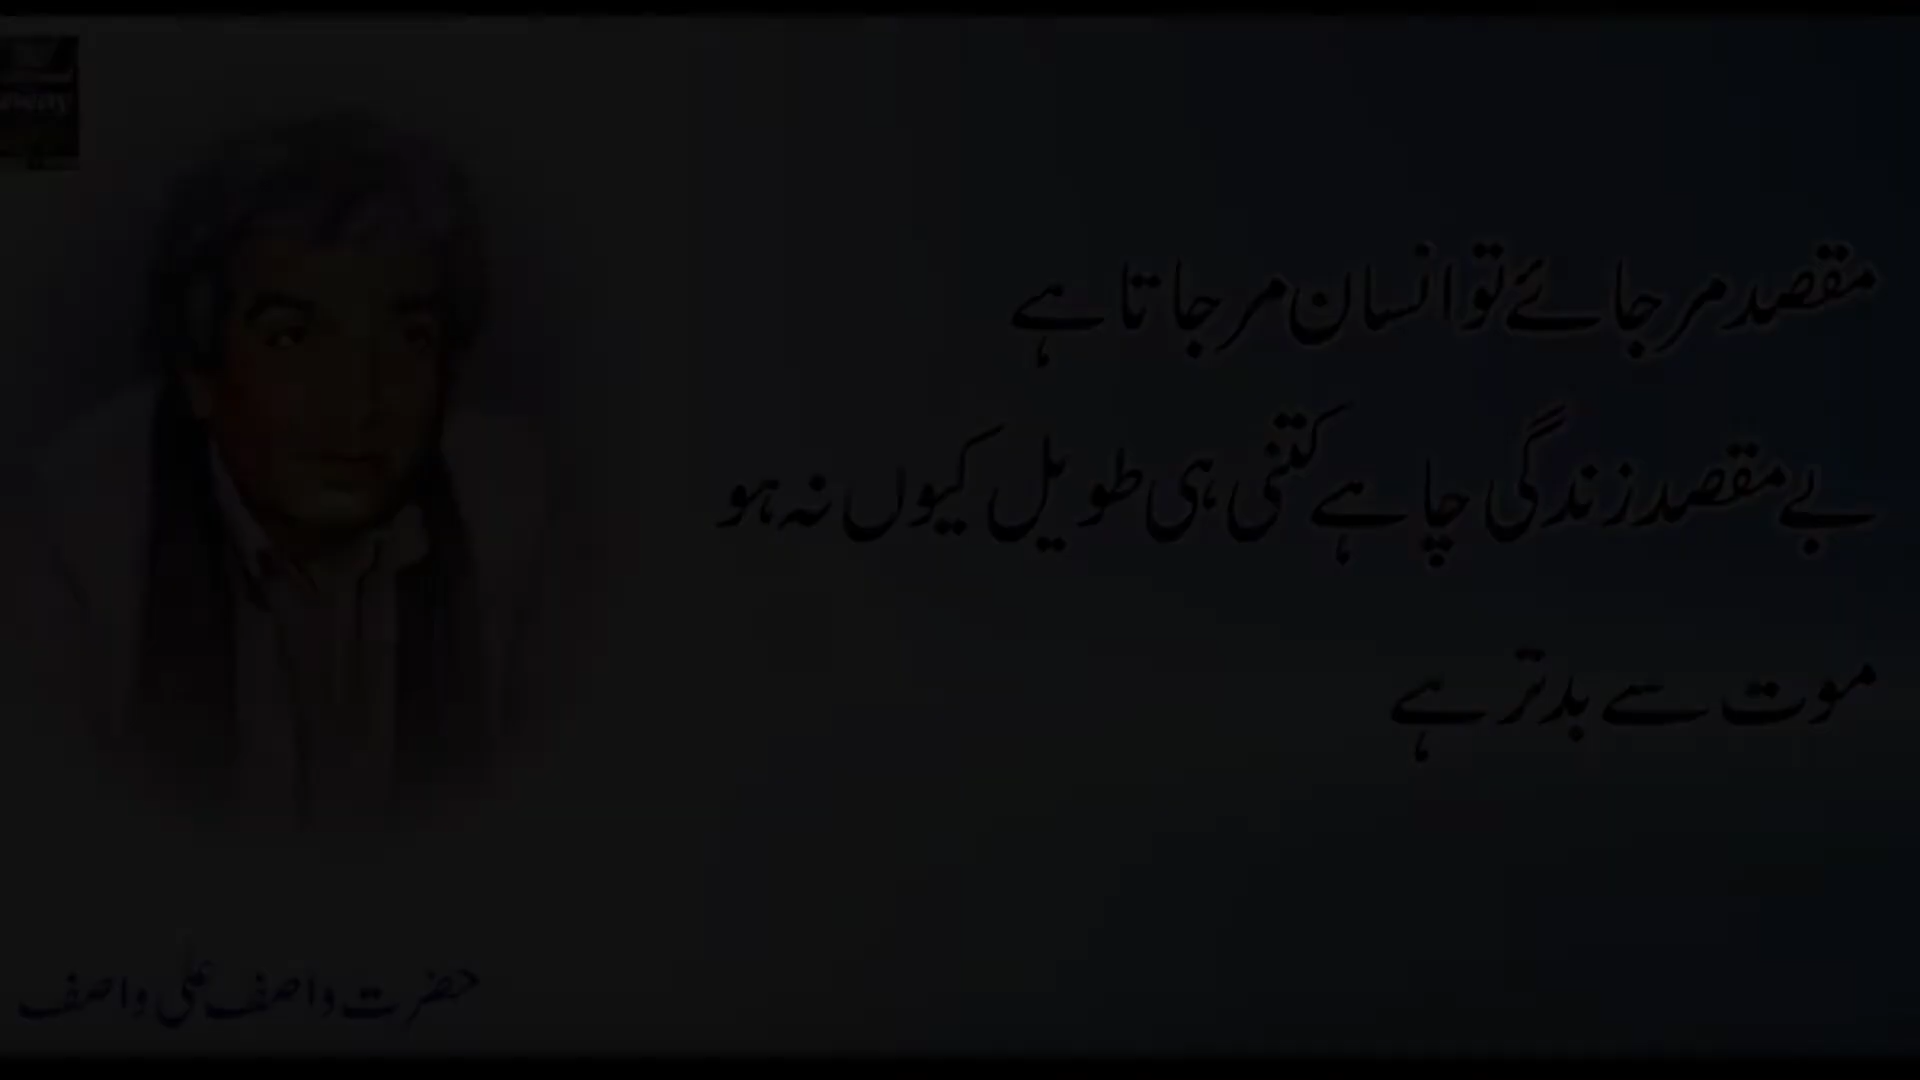 مقصد مر جائے تو انسان مر جاتا ہے
بے مقصد زندگی چاہے کتنی ہی طویل کیوں نہ ہو
موت سے بدتر ہے
حضرت واصف علی واصف